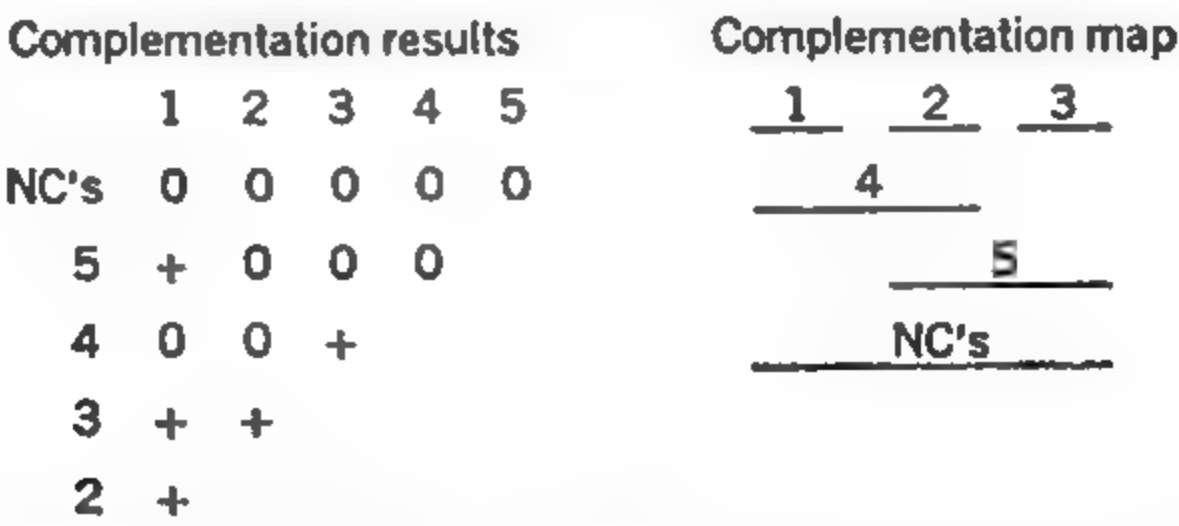 Complementation results Complementation map
1 2 3 4 5
NC's 0 0 0 0 0
5 + 0 0 0
4 0 0 +
3 + +
2 +
1 2 3
4
5
NC's